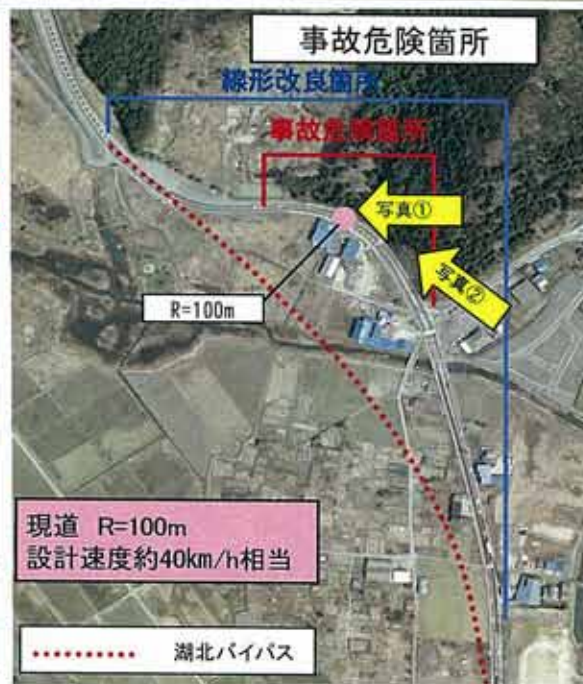 事故危険箇所
線形改良箇所
事故危険箇所
写真①
写真②
R=100m
現道 R=100m
設計速度約40km/h相当
湖北バイパス